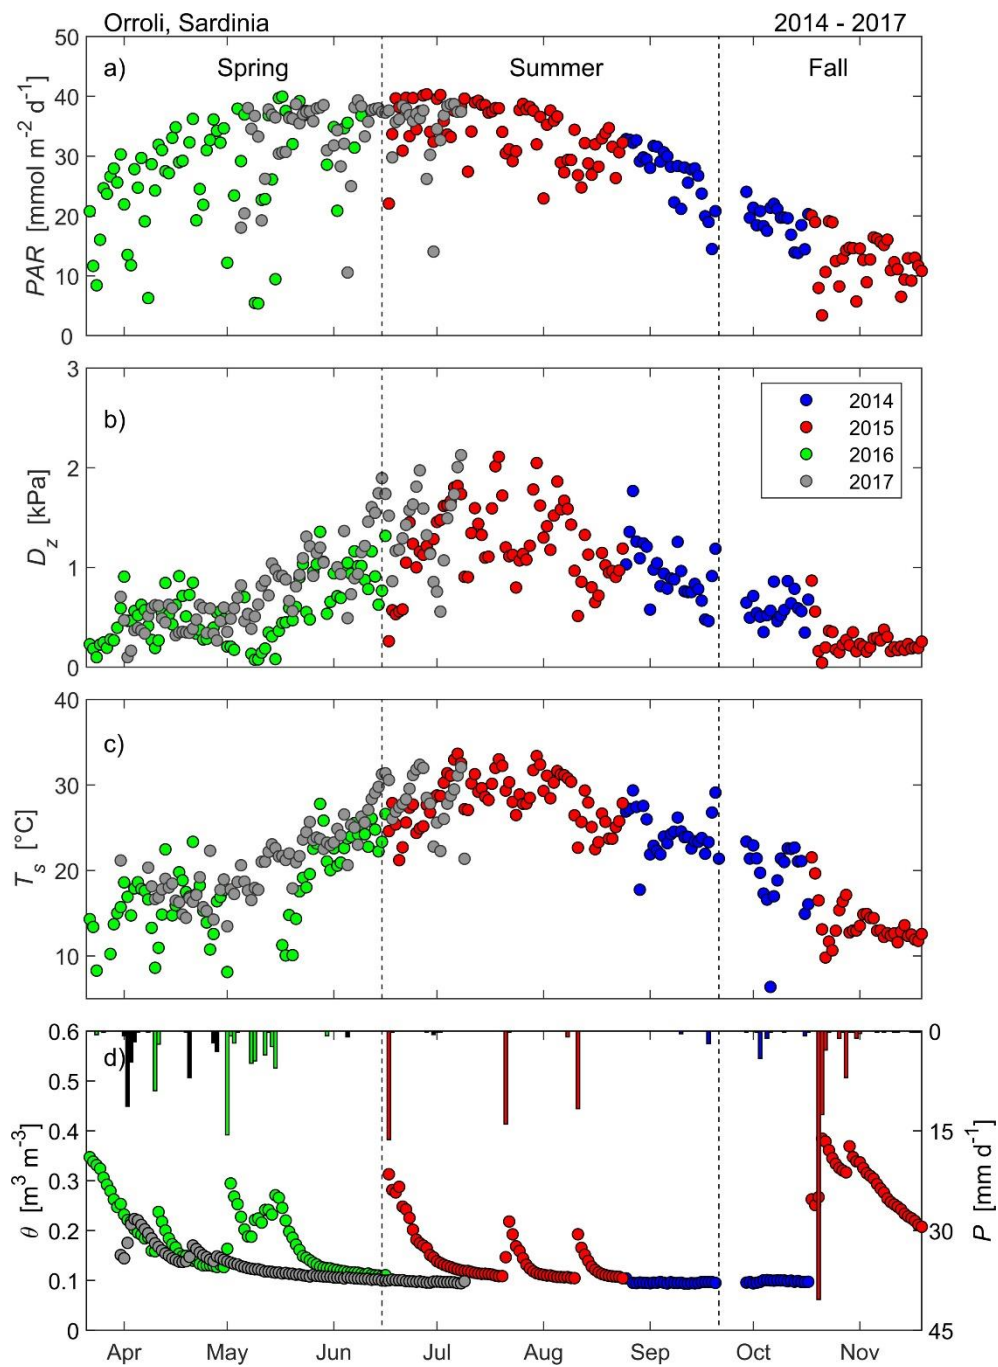 Orroli, Sardinia 2014 - 2017
50
a) Spring Summer Fall
40
30
20
10
0
PAR [mmol m-2 d-1]
3
b)
2014
2015
2016
2017
2
1
0
Dz [kPa]
40
c)
30
20
10
Ts [°C]
0.6 0
d)
0.5
0.4 15
0.3
0.2 30
0.1
0 45
θ [m3 m-3]
P [mm d-1]
Apr May Jun Jul Aug Sep Oct Nov